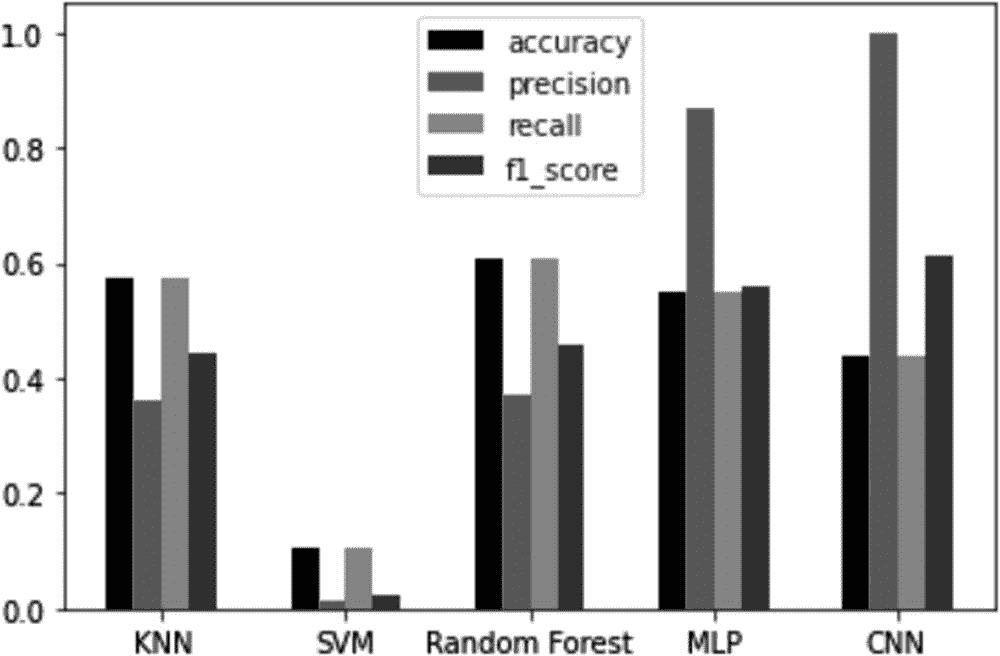 1.0
0.8
0.6
0.4
0.2
0.0
accuracy
precision
recall
f1_score
KNN
SVM
Random Forest
MLP
CNN